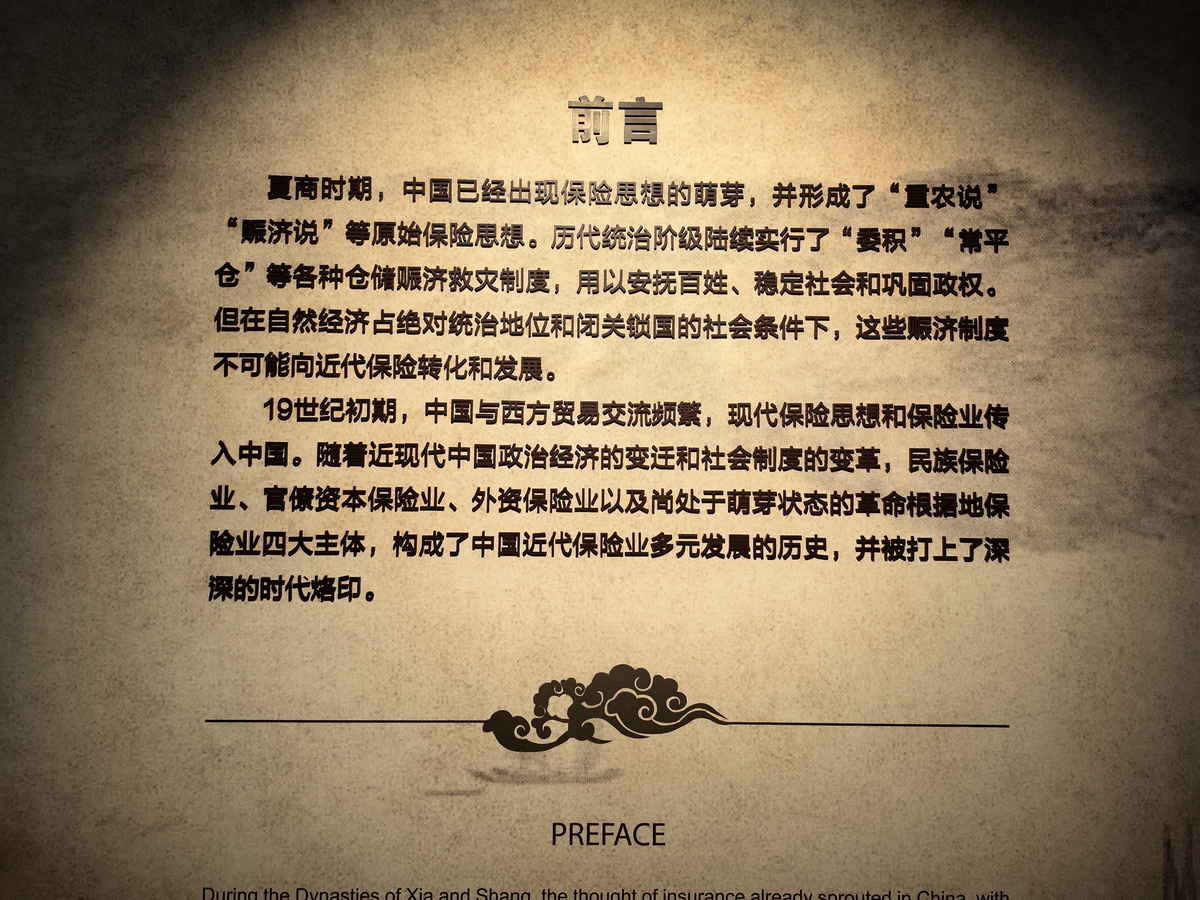 前言
夏商时期，中国已经出现保险思想的萌芽，并形成了“重农说”
“赈济说”等原始保险思想。历代统治阶级陆续实行了“委积”“常平
仓”等各种仓储赈济救灾制度，用以安抚百姓、稳定社会和巩固政权。
但在自然经济占绝对统治地位和闭关锁国的社会条件下，这些赈济制度
不可能向近代保险转化和发展。
19世纪初期，中国与西方贸易交流频繁，现代保险思想和保险业传
入中国。随着近现代中国政治经济的变迁和社会制度的变革，民族保险
业、官僚资本保险业、外资保险业以及尚处于萌芽状态的革命根据地保
险业四大主体，构成了中国近代保险业多元发展的历史，并被打上了深
深的时代烙印。
PREFACE
During the Dynasties of Xia and Shang, the thought of insurance already sprouted in China, with